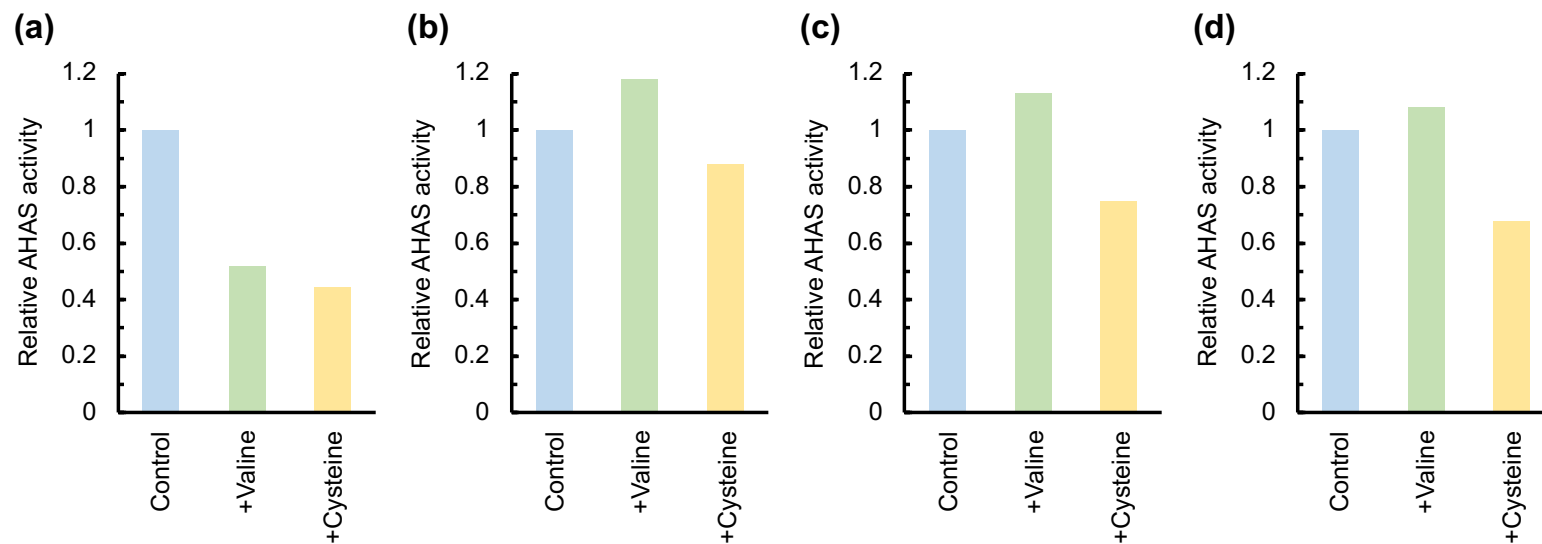 (a)
Relative AHAS activity
1.2
1
0.8
0.6
0.4
0.2
0
Control
+Valine
+Cysteine
(b)
Relative AHAS activity
1.2
1
0.8
0.6
0.4
0.2
0
Control
+Valine
+Cysteine
(c)
Relative AHAS activity
1.2
1
0.8
0.6
0.4
0.2
0
Control
+Valine
+Cysteine
(d)
Relative AHAS activity
1.2
1
0.8
0.6
0.4
0.2
0
Control
+Valine
+Cysteine